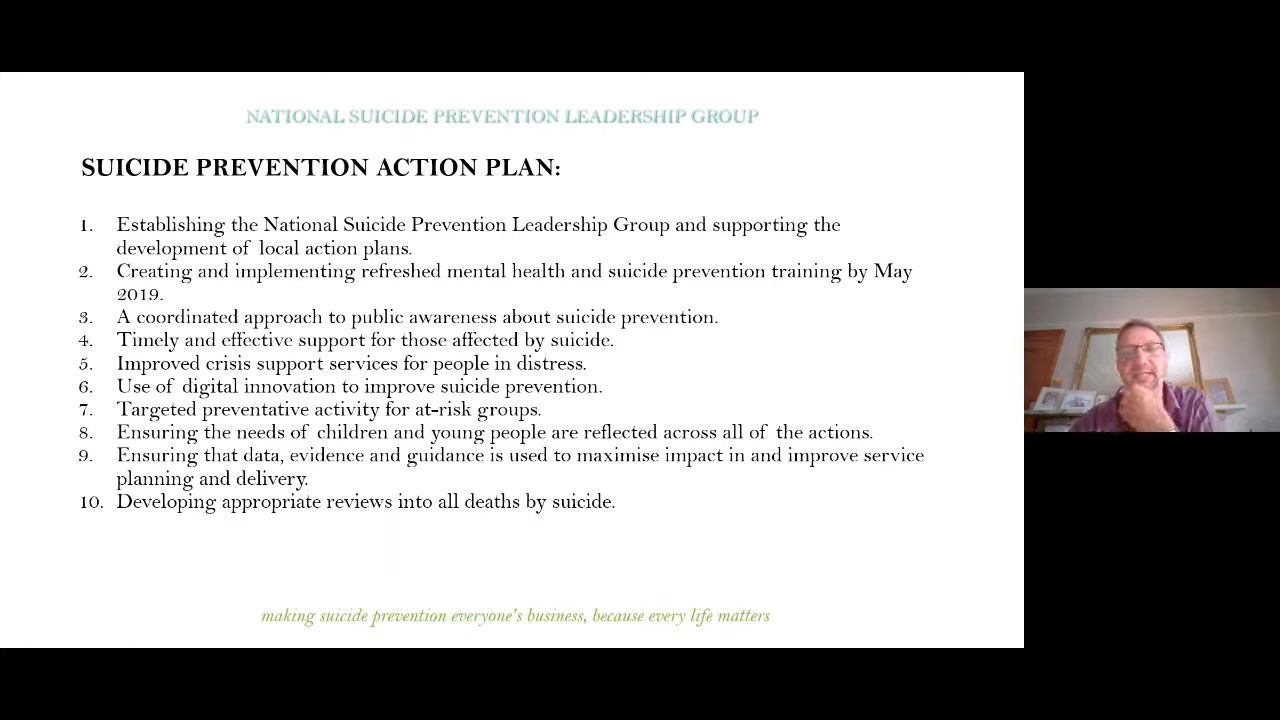 NATIONAL SUICIDE PREVENTION LEADERSHIP GROUP
SUICIDE PREVENTION ACTION PLAN:
1. Establishing the National Suicide Prevention Leadership Group and supporting the
development of local action plans.
2. Creating and implementing refreshed mental health and suicide prevention training by May
2019.
3. A coordinated approach to public awareness about suicide prevention.
4. Timely and effective support for those affected by suicide.
5. Improved crisis support services for people in distress.
6. Use of digital innovation to improve suicide prevention.
7. Targeted preventative activity for at-risk groups.
8. Ensuring the needs of children and young people are reflected across all of the actions.
9. Ensuring that data, evidence and guidance is used to maximise impact in and improve service
planning and delivery.
10. Developing appropriate reviews into all deaths by suicide.
making suicide prevention everyone's business, because every life matters